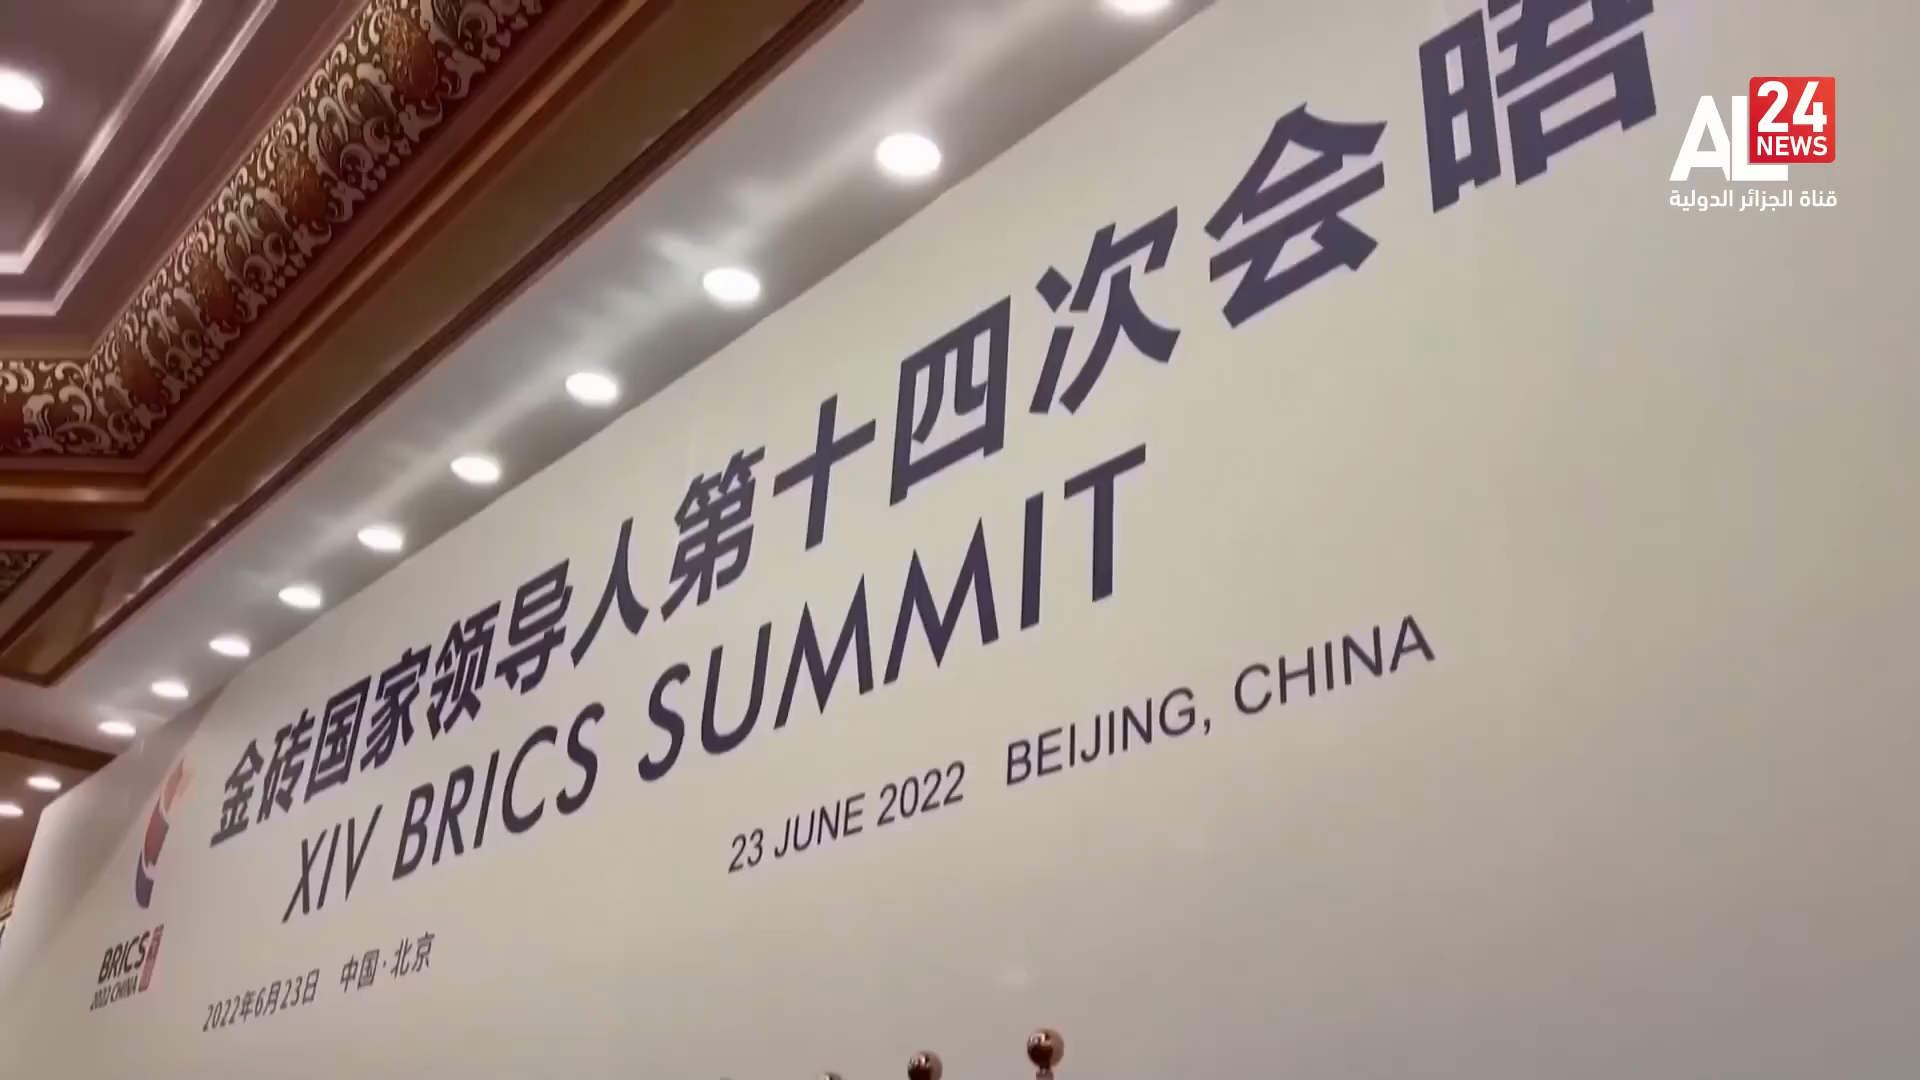 AL 24 NEWS
قناة الجزائر الدولية
金砖国家领导人第十四次会晤
XIV BRICS SUMMIT
23 JUNE 2022 BEIJING, CHINA
2022年6月23日 中国·北京
BRICS
2022 CHINA